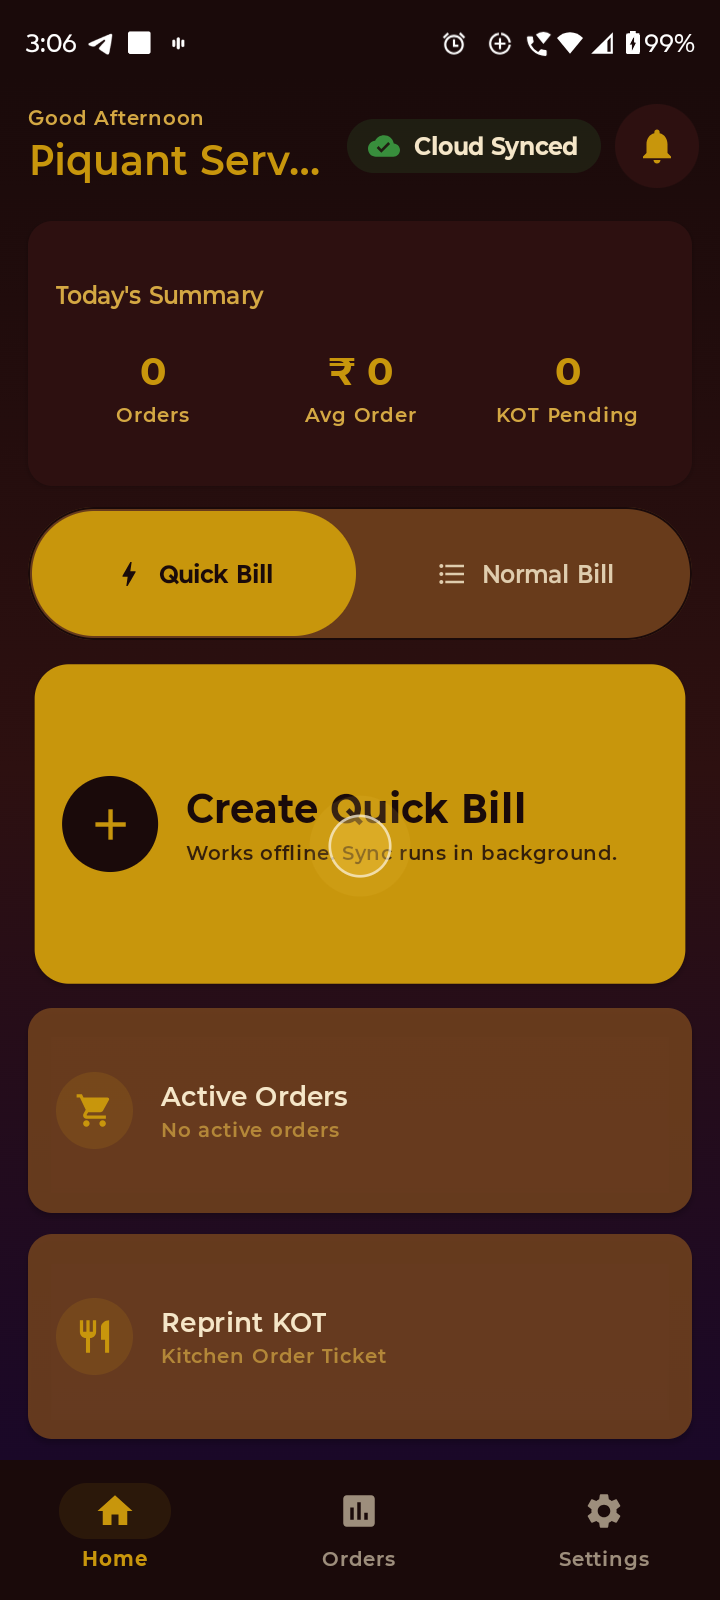 3:06
99%
Good Afternoon
Piquant Serv...
Cloud Synced
Today's Summary
0
₹ 0
0
Orders
Avg Order
KOT Pending
Quick Bill
Normal Bill
Create Quick Bill
Works offline. Sync runs in background.
Active Orders
No active orders
Reprint KOT
Kitchen Order Ticket
Home
Orders
Settings